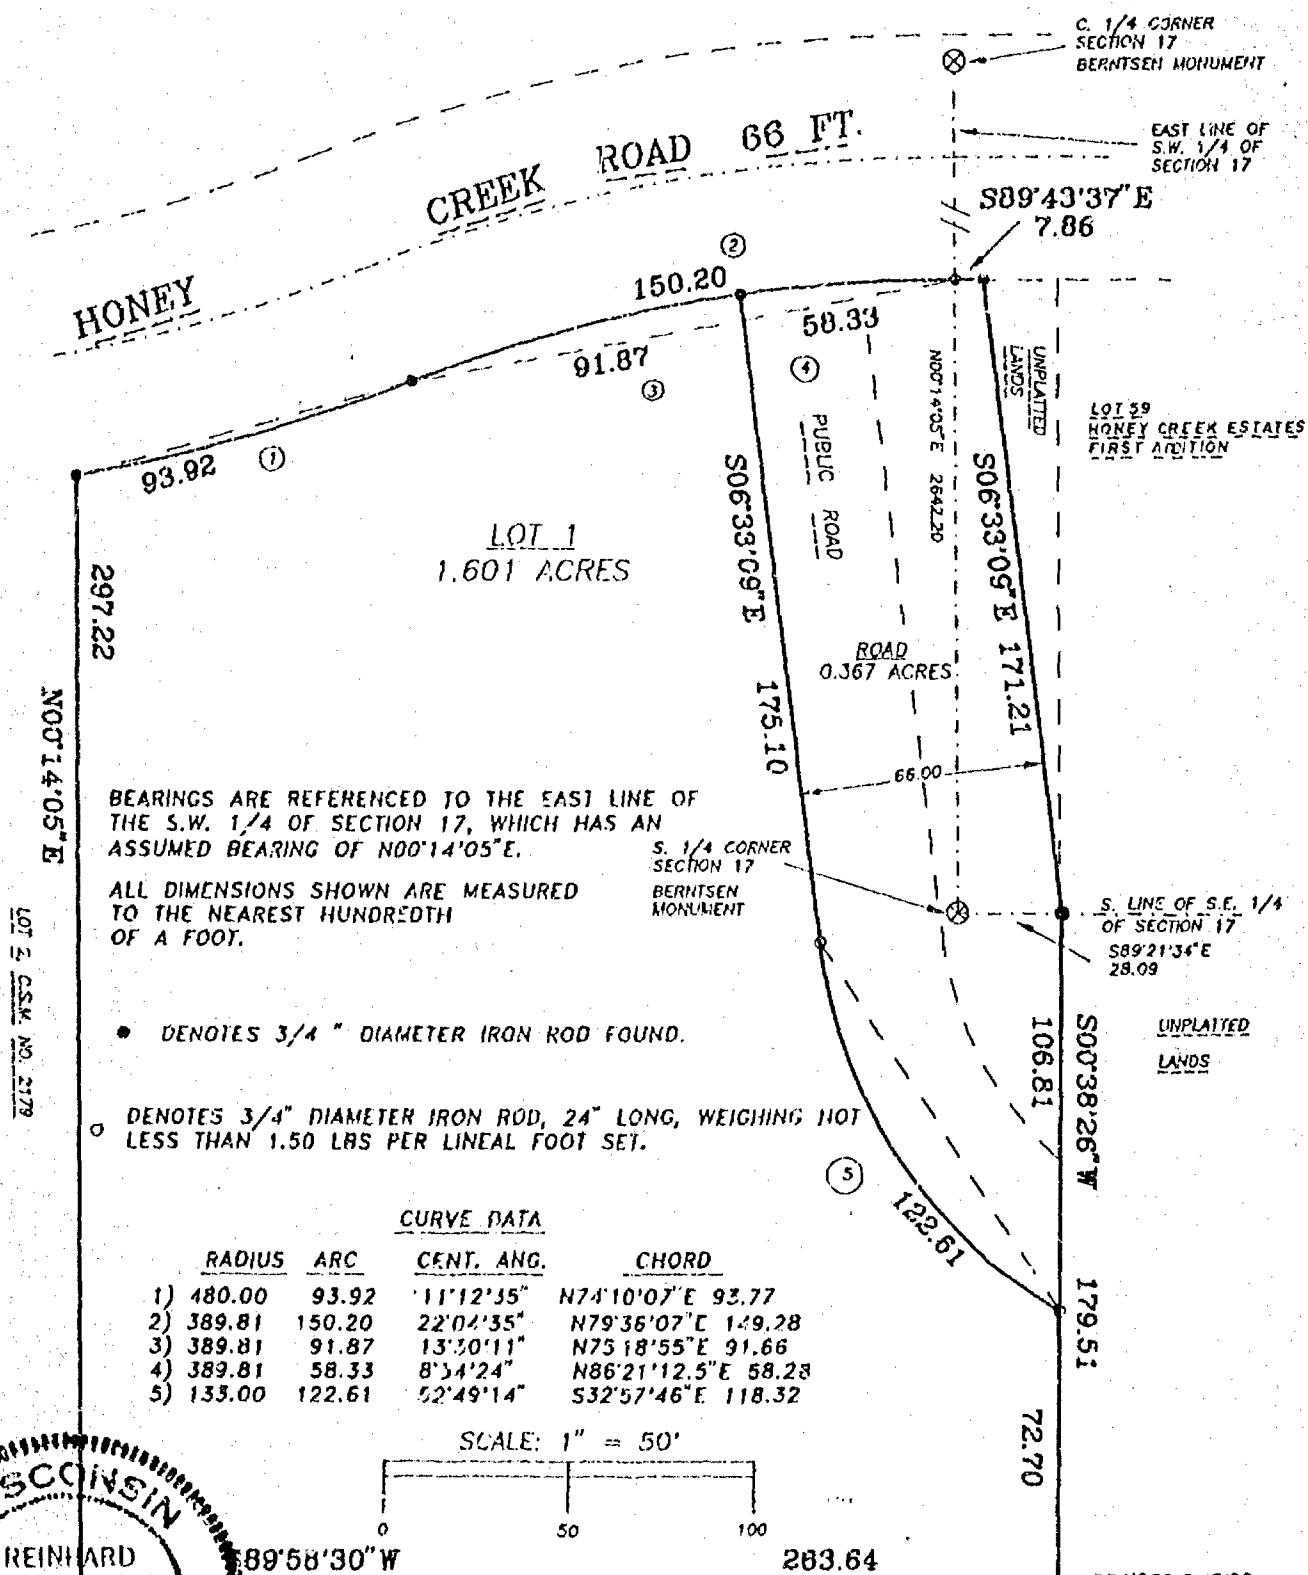 C. 1/4 CORNER
SECTION 17
BERNTSEN MONUMENT
EAST LINE OF
S.W. 1/4 OF
SECTION 17
HONEY CREEK ROAD 66 FT.
S89°43'37"E
7.86
2
150.20
58.33
91.87
4
3
1
93.92
N00°14'05"E 2642.20
UNPLATTED
LANDS
LOT 59
HONEY CREEK ESTATES
FIRST ADDITION
PUBLIC ROAD
S06°33'09"E 175.10
S06°33'09"E 171.21
LOT 1
1.601 ACRES
297.22
N00°14'05"E
ROAD
0.367 ACRES
66.00
BEARINGS ARE REFERENCED TO THE EAST LINE OF
THE S.W. 1/4 OF SECTION 17, WHICH HAS AN
ASSUMED BEARING OF N00°14'05"E.
S. 1/4 CORNER
SECTION 17
BERNTSEN
MONUMENT
ALL DIMENSIONS SHOWN ARE MEASURED
TO THE NEAREST HUNDREDTH
OF A FOOT.
S. LINE OF S.E. 1/4
OF SECTION 17
S89°21'34"E
28.09
LOT 2, C.S.M. NO. 2179
DENOTES 3/4 " DIAMETER IRON ROD FOUND.
106.81
S00°38'26"W 179.51
UNPLATTED
LANDS
DENOTES 3/4" DIAMETER IRON ROD, 24" LONG, WEIGHING NOT
LESS THAN 1.50 LBS PER LINEAL FOOT SET.
5
122.61
CURVE DATA
RADIUS ARC CENT. ANG. CHORD
1) 480.00 93.92 11°12'35" N74°10'07"E 93.77
2) 389.81 150.20 22°04'35" N79°36'07"E 149.28
3) 389.81 91.87 13°30'11" N75°18'55"E 91.66
4) 389.81 58.33 8°34'24" N86°21'12.5"E 58.28
5) 133.00 122.61 52°49'14" S32°57'46"E 118.32
72.70
SCALE: 1" = 50'
0 50 100
REINHARD
89°58'30"W
263.64